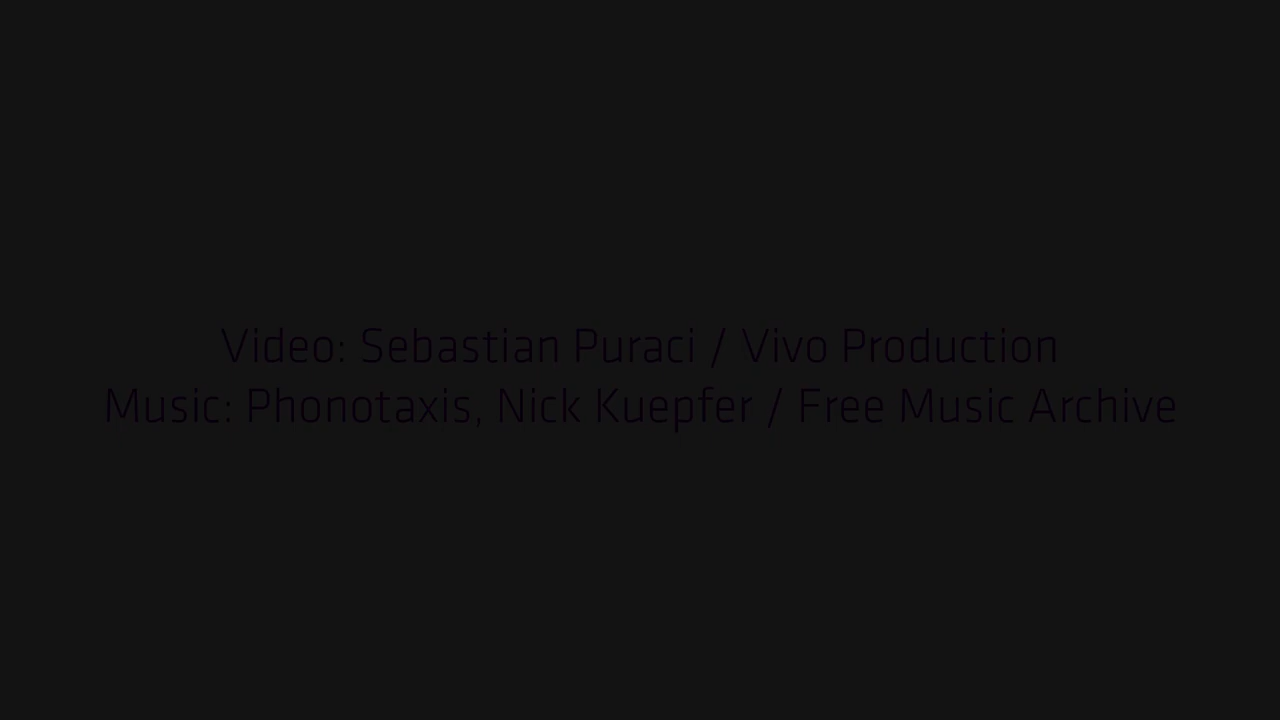 Video: Sebastian Puraci / Vivo Production
Music: Phonotaxis, Nick Kuepfer / Free Music Archive